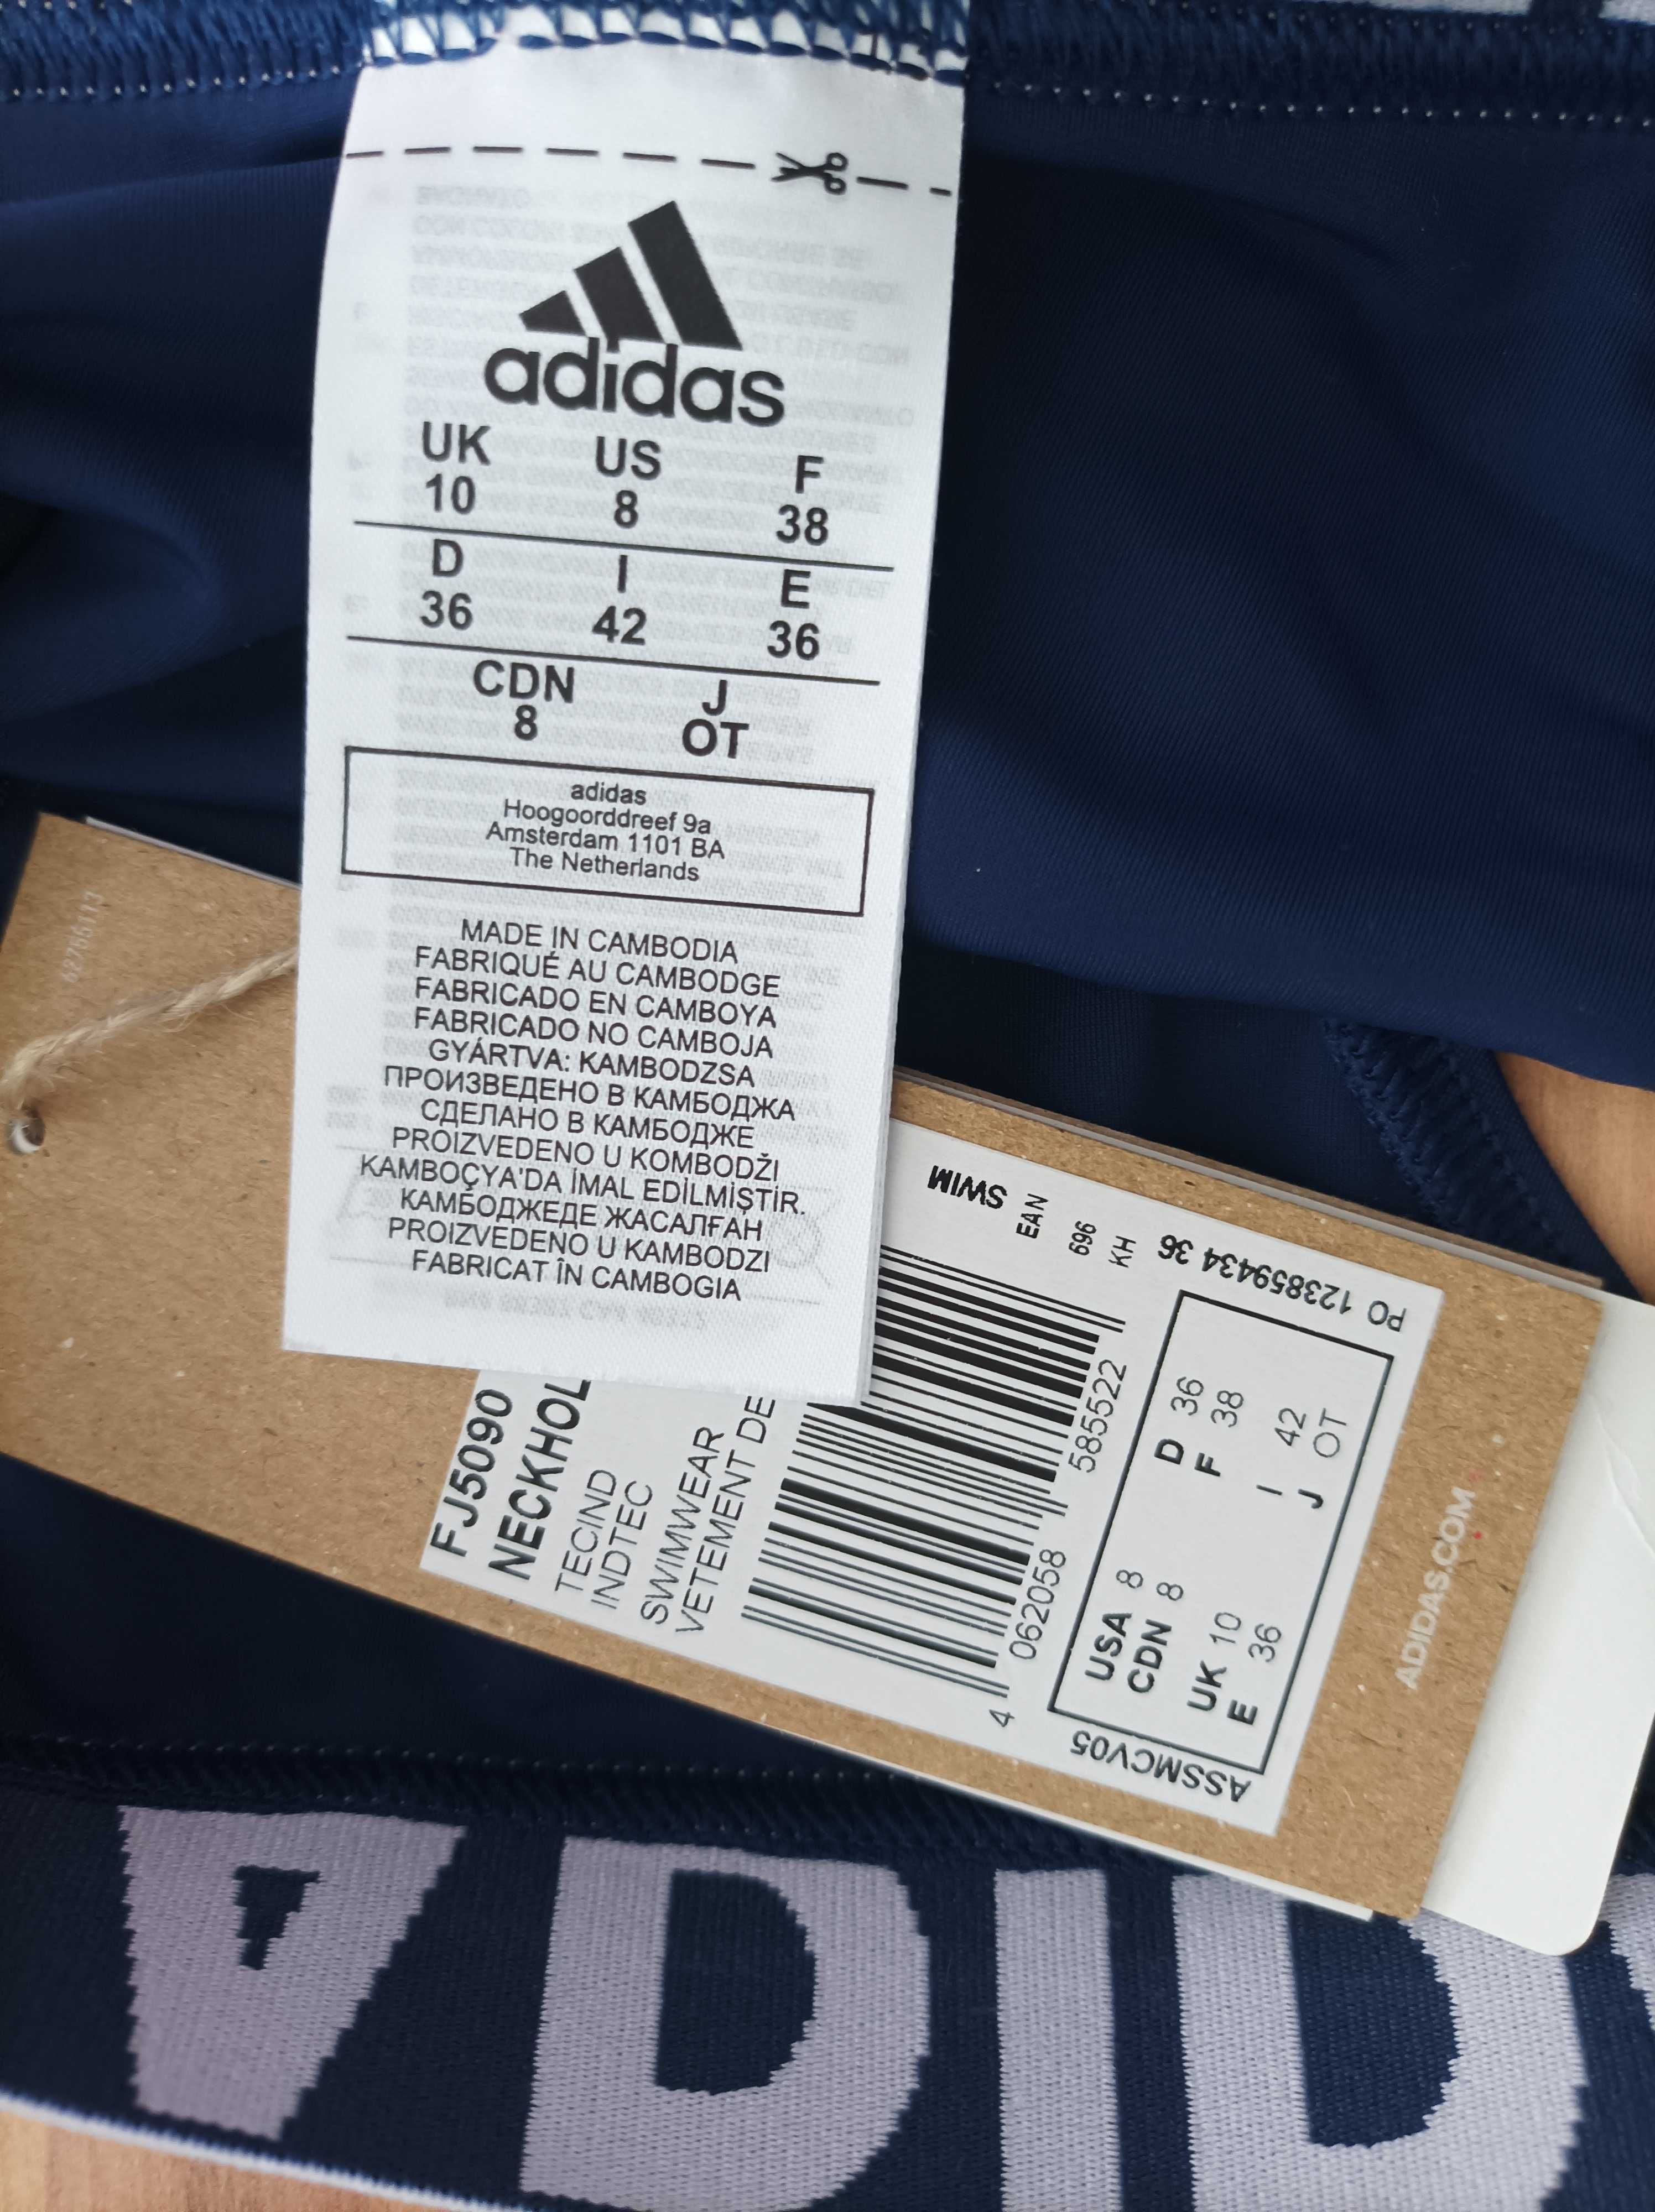 adidas
UK US F
10 8 38
D I E
36 42 36
CDN J
8 OT
adidas
Hoogoorddreef 9a
Amsterdam 1101 BA
The Netherlands
MADE IN CAMBODIA
FABRIQUÉ AU CAMBODGE
FABRICADO EN CAMBOYA
FABRICADO NO CAMBOJA
GYÁRTVA: KAMBODZSA
ПРОИЗВЕДЕНО В КАМБОДЖА
СДЕЛАНО В КАМБОДЖЕ
PROIZVEDENO U KOMBODŽI
KAMBOÇYA'DA İMAL EDİLMİŞTİR.
КАМБОДЖЕДЕ ЖАСАЛҒАН
PROIZVEDENO U KAMBODZI
FABRICAT ÎN CAMBOGIA
FJ5090
NECKHOL
TECIND
INDTEC
SWIMWEAR
VETEMENT DE
SWIM
EAN
696
KH
4 062058 585522
PO 123859434 36
USA 8 D 36
CDN 8 F 38
UK 10 I 42
E 36 J OT
ASSMCV05
ADIDAS.COM
ADID